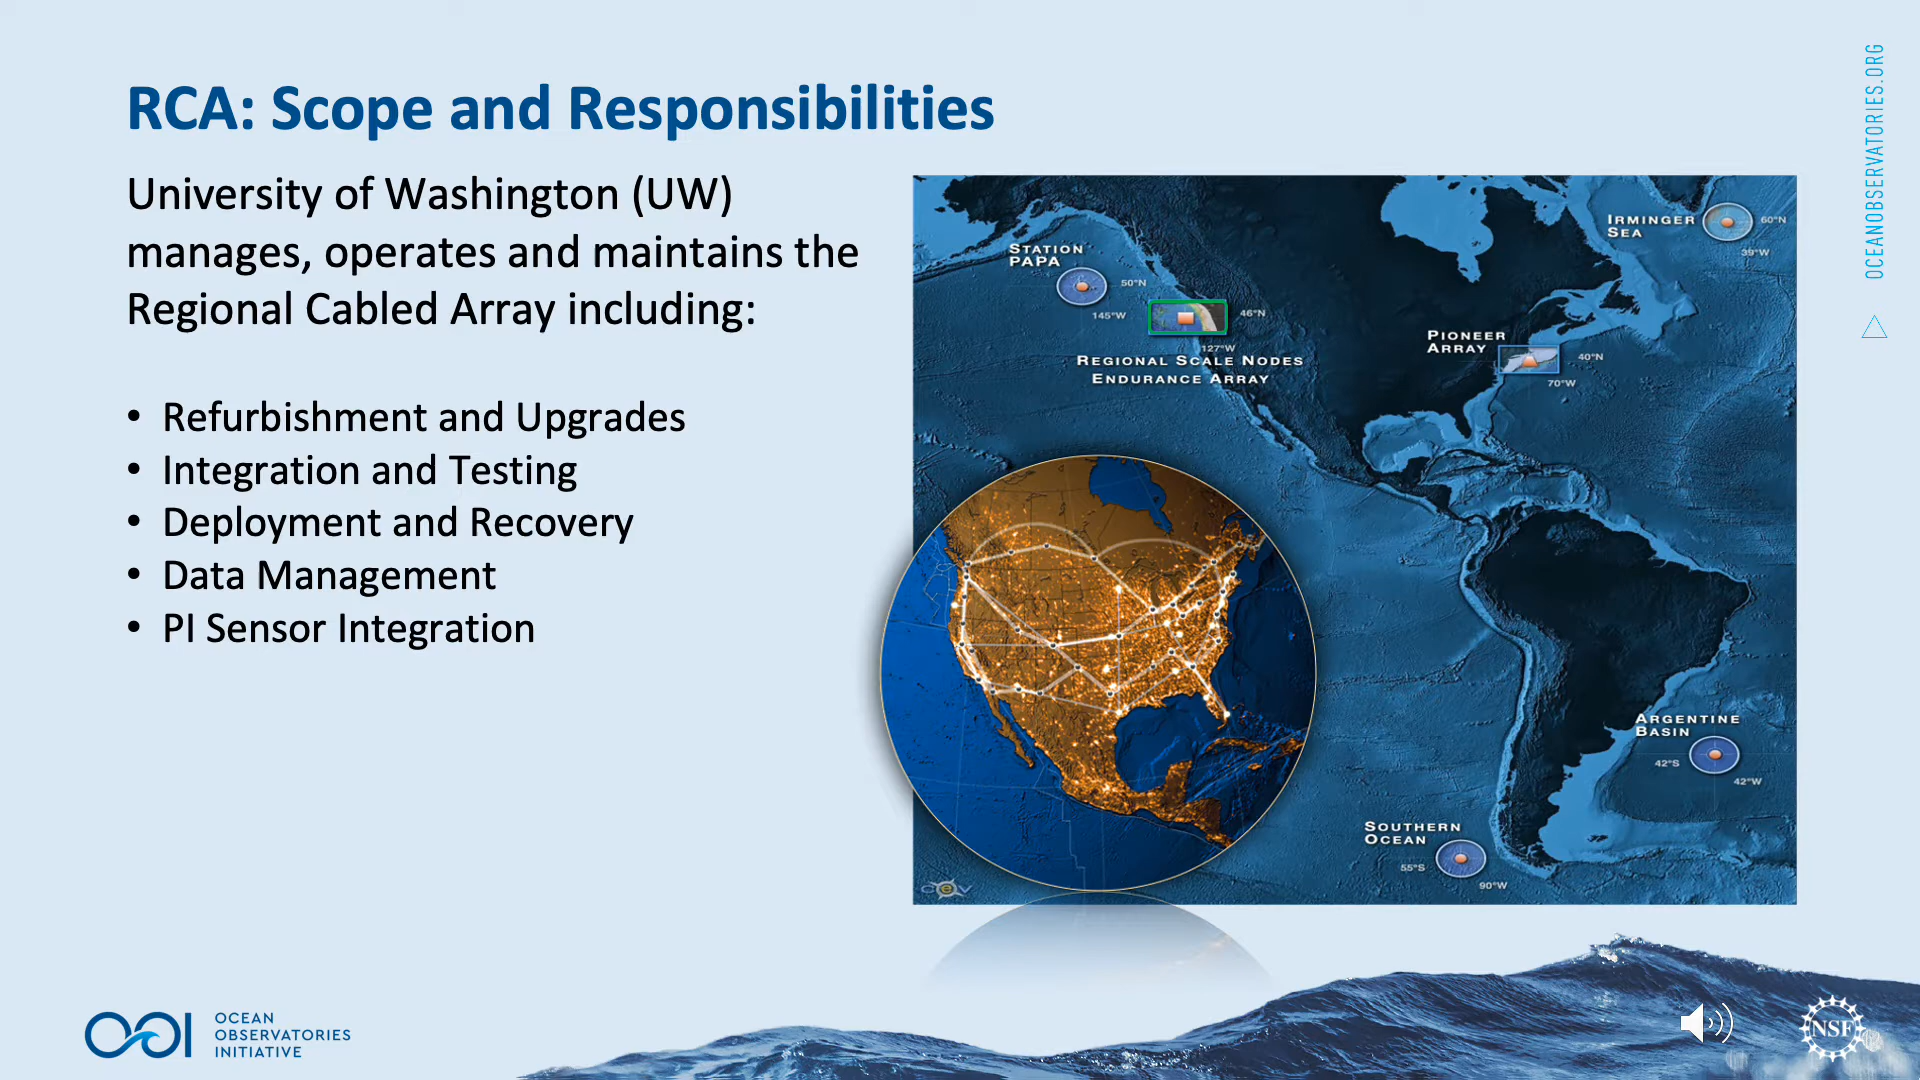 RCA: Scope and Responsibilities
University of Washington (UW)
manages, operates and maintains the
Regional Cabled Array including:
• Refurbishment and Upgrades
• Integration and Testing
• Deployment and Recovery
• Data Management
• PI Sensor Integration
STATION
PAPA
50°N
145°W
46°N
127°W
REGIONAL SCALE NODES
ENDURANCE ARRAY
PIONEER
ARRAY
40°N
70°W
IRMINGER
SEA
60°N
39°W
ARGENTINE
BASIN
42°S
42°W
SOUTHERN
OCEAN
55°S
90°W
cev
OCEANOBSERVATORIES.ORG
OOI
OCEAN
OBSERVATORIES
INITIATIVE
NSF